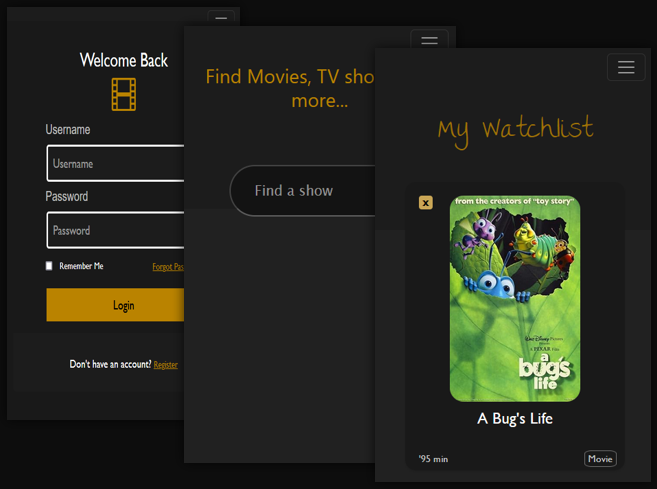 Welcome Back
Username
Username
Password
Password
Remember Me
Forgot Pas
Login
Don't have an account? Register
Find Movies, TV sho
more...
Find a show
My Watchlist
x
from the creators of "toy story"
Walt Disney Pictures
A PIXAR Film
a
bug's
life
A Bug's Life
'95 min
Movie